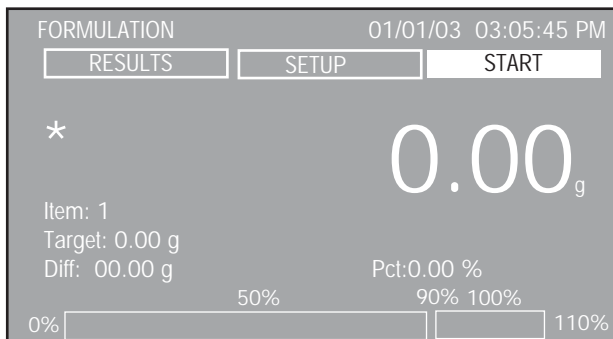 FORMULATION 01/01/03 03:05:45 PM
RESULTS SETUP START
* 0.00 g
Item: 1
Target: 0.00 g
Diff: 00.00 g Pct:0.00 %
50% 90% 100%
0% 110%